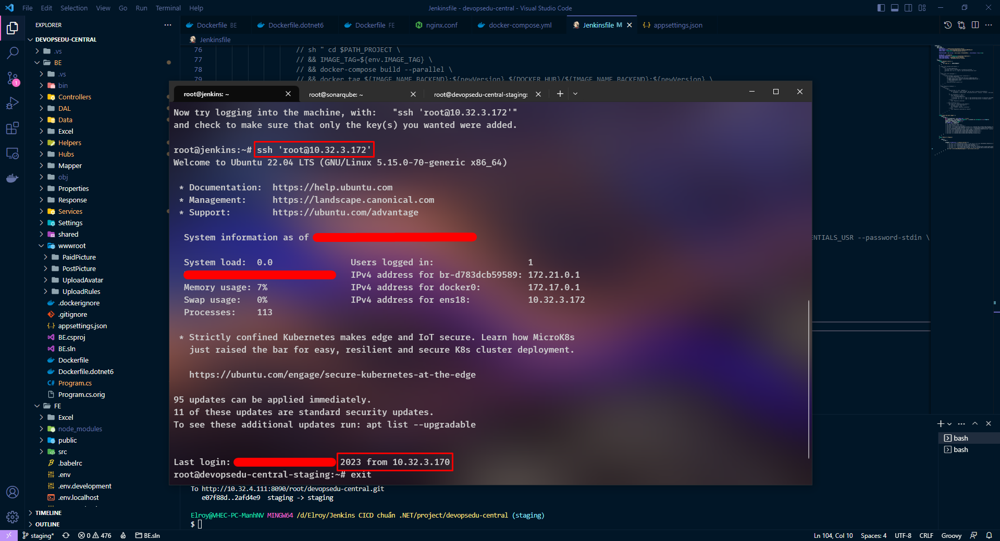 File Edit Selection View Go Run Terminal Help
Jenkinsfile - devopsedu-central - Visual Studio Code
EXPLORER
Dockerfile BE
Dockerfile.dotnet6
Dockerfile FE
nginx.conf
docker-compose.yml
Jenkinsfile M
appsettings.json
Jenkinsfile
76 // sh " cd $PATH_PROJECT \
77 // && IMAGE_TAG=${env.IMAGE_TAG} \
78 // && docker-compose build --parallel \
79 // && docker tag ${IMAGE_NAME_BACKEND}:${newVersion} ${DOCKER_HUB}/${IMAGE_NAME_BACKEND}:${newVersion} \
ENTIALS_USR --password-stdin \
DEVOPSEDU-CENTRAL
.vs
BE
.vs
bin
Controllers
DAL
Data
Excel
Helpers
Hubs
Mapper
obj
Properties
Response
Services
Settings
shared
wwwroot
PaidPicture
PostPicture
UploadAvatar
UploadRules
.dockerignore
.gitignore
appsettings.json
BE.csproj
BE.sln
Dockerfile
Dockerfile.dotnet6
Program.cs
Program.cs.orig
FE
Excel
node_modules
public
src
.babelrc
.env
.env.development
.env.localhost
TIMELINE
OUTLINE
1
root@jenkins: ~
root@sonarqube: ~
root@devopsedu-central-staging:
Now try logging into the machine, with:   "ssh 'root@10.32.3.172'"
and check to make sure that only the key(s) you wanted were added.
root@jenkins:~# ssh 'root@10.32.3.172'
Welcome to Ubuntu 22.04 LTS (GNU/Linux 5.15.0-70-generic x86_64)
* Documentation:  https://help.ubuntu.com
* Management:     https://landscape.canonical.com
* Support:        https://ubuntu.com/advantage
System information as of
System load:  0.0 Users logged in: 1
IPv4 address for br-d783dcb59589: 172.21.0.1
Memory usage: 7% IPv4 address for docker0: 172.17.0.1
Swap usage:   0% IPv4 address for ens18: 10.32.3.172
Processes:    113
* Strictly confined Kubernetes makes edge and IoT secure. Learn how MicroK8s
just raised the bar for easy, resilient and secure K8s cluster deployment.
https://ubuntu.com/engage/secure-kubernetes-at-the-edge
95 updates can be applied immediately.
11 of these updates are standard security updates.
To see these additional updates run: apt list --upgradable
Last login: 2023 from 10.32.3.170
root@devopsedu-central-staging:~# exit
To http://10.32.4.111:8090/root/devopsedu-central.git
e07f88d..2afd4e9  staging -> staging
Elroy@VHEC-PC-ManhNV MINGW64 /d/Elroy/Jenkins CICD chuẩn .NET/project/devopsedu-central (staging)
$
bash
bash
staging* 0 476 BE.sln
Ln 104, Col 10 Spaces: 4 UTF-8 CRLF Groovy